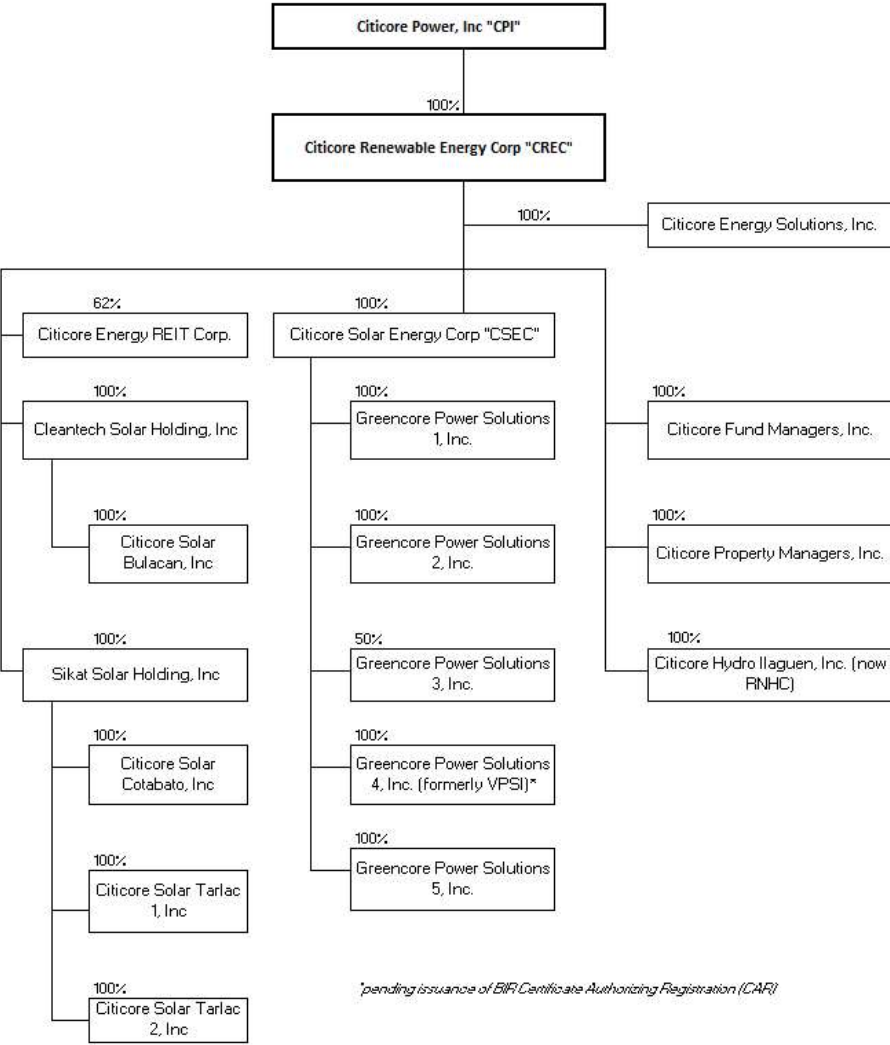 Citicore Power, Inc "CPI"
100%
Citicore Renewable Energy Corp "CREC"
100%
Citicore Energy Solutions, Inc.
62%
Citicore Energy REIT Corp.
100%
Cleantech Solar Holding, Inc
100%
Citicore Solar
Bulacan, Inc
100%
Sikat Solar Holding, Inc
100%
Citicore Solar
Cotabato, Inc
100%
Citicore Solar Tarlac
1, Inc
100%
Citicore Solar Tarlac
2, Inc
100%
Citicore Solar Energy Corp "CSEC"
100%
Greencore Power Solutions
1, Inc.
100%
Greencore Power Solutions
2, Inc.
50%
Greencore Power Solutions
3, Inc.
100%
Greencore Power Solutions
4, Inc. (formerly VPSI)*
100%
Greencore Power Solutions
5, Inc.
100%
Citicore Fund Managers, Inc.
100%
Citicore Property Managers, Inc.
100%
Citicore Hydro Ilaguen, Inc. (now
RNHC)
*pending issuance of BIR Certificate Authorizing Registration (CAR)